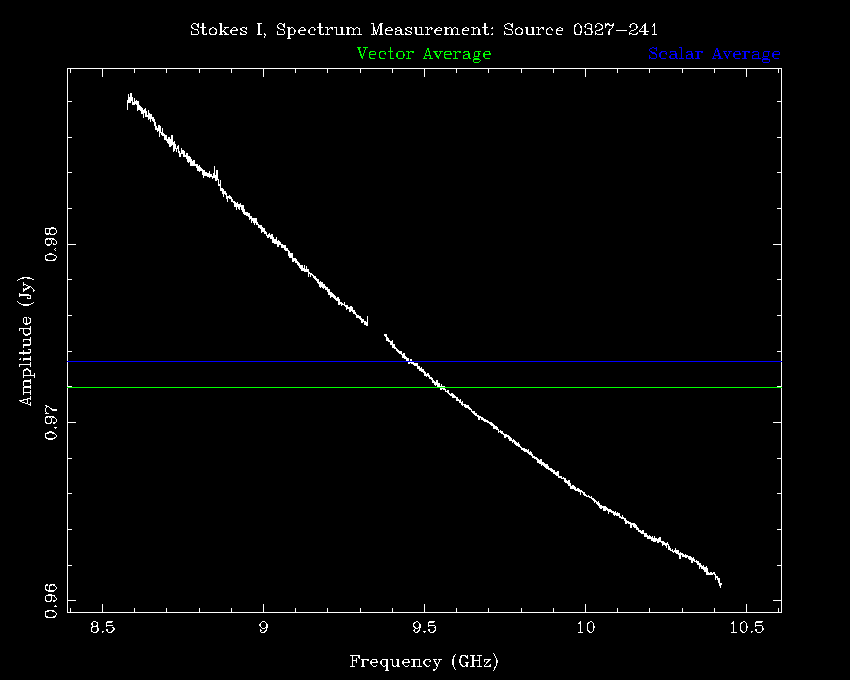 Stokes I, Spectrum Measurement: Source 0327-241
Vector Average Scalar Average
0.98
0.97
0.96
Amplitude (Jy)
8.5 9 9.5 10 10.5
Frequency (GHz)